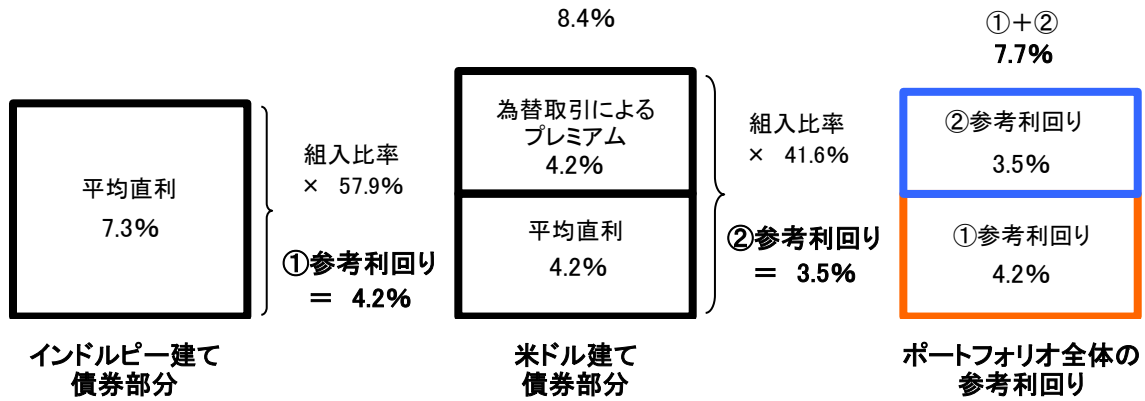 平均直利
7.3%
組入比率
× 57.9%
①参考利回り
＝ 4.2%
インドルピー建て
債券部分
8.4%
為替取引による
プレミアム
4.2%
平均直利
4.2%
組入比率
× 41.6%
②参考利回り
＝ 3.5%
米ドル建て
債券部分
①＋②
7.7%
②参考利回り
3.5%
①参考利回り
4.2%
ポートフォリオ全体の
参考利回り